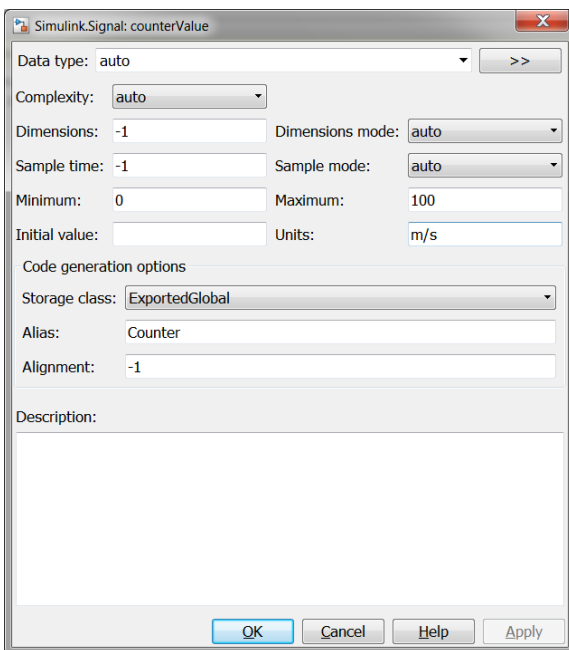 Simulink.Signal: counterValue
Data type: auto >>
Complexity: auto
Dimensions: -1 Dimensions mode: auto
Sample time: -1 Sample mode: auto
Minimum: 0 Maximum: 100
Initial value: Units: m/s
Code generation options
Storage class: ExportedGlobal
Alias: Counter
Alignment: -1
Description:
OK Cancel Help Apply